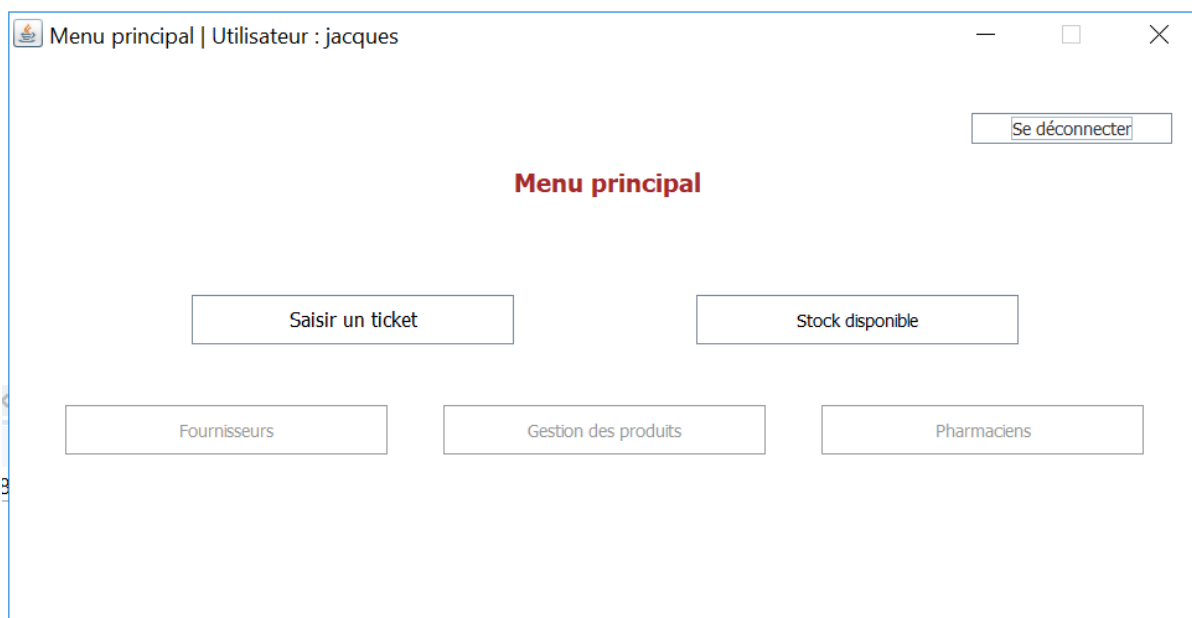 Menu principal | Utilisateur : jacques
Se déconnecter
Menu principal
Saisir un ticket
Stock disponible
Fournisseurs
Gestion des produits
Pharmaciens